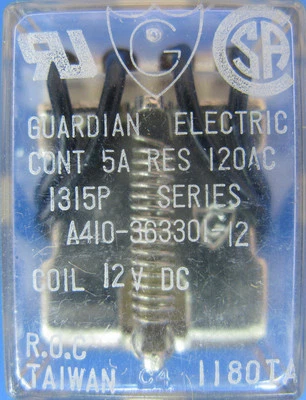 G
GUARDIAN ELECTRIC
CONT 5A RES 120AC
1315P SERIES
A410-363301-12
COIL 12V DC
R.O.C
TAIWAN G 1180TA